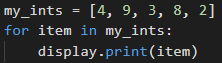 my_ints = [4, 9, 3, 8, 2]
for item in my_ints:
    display.print(item)